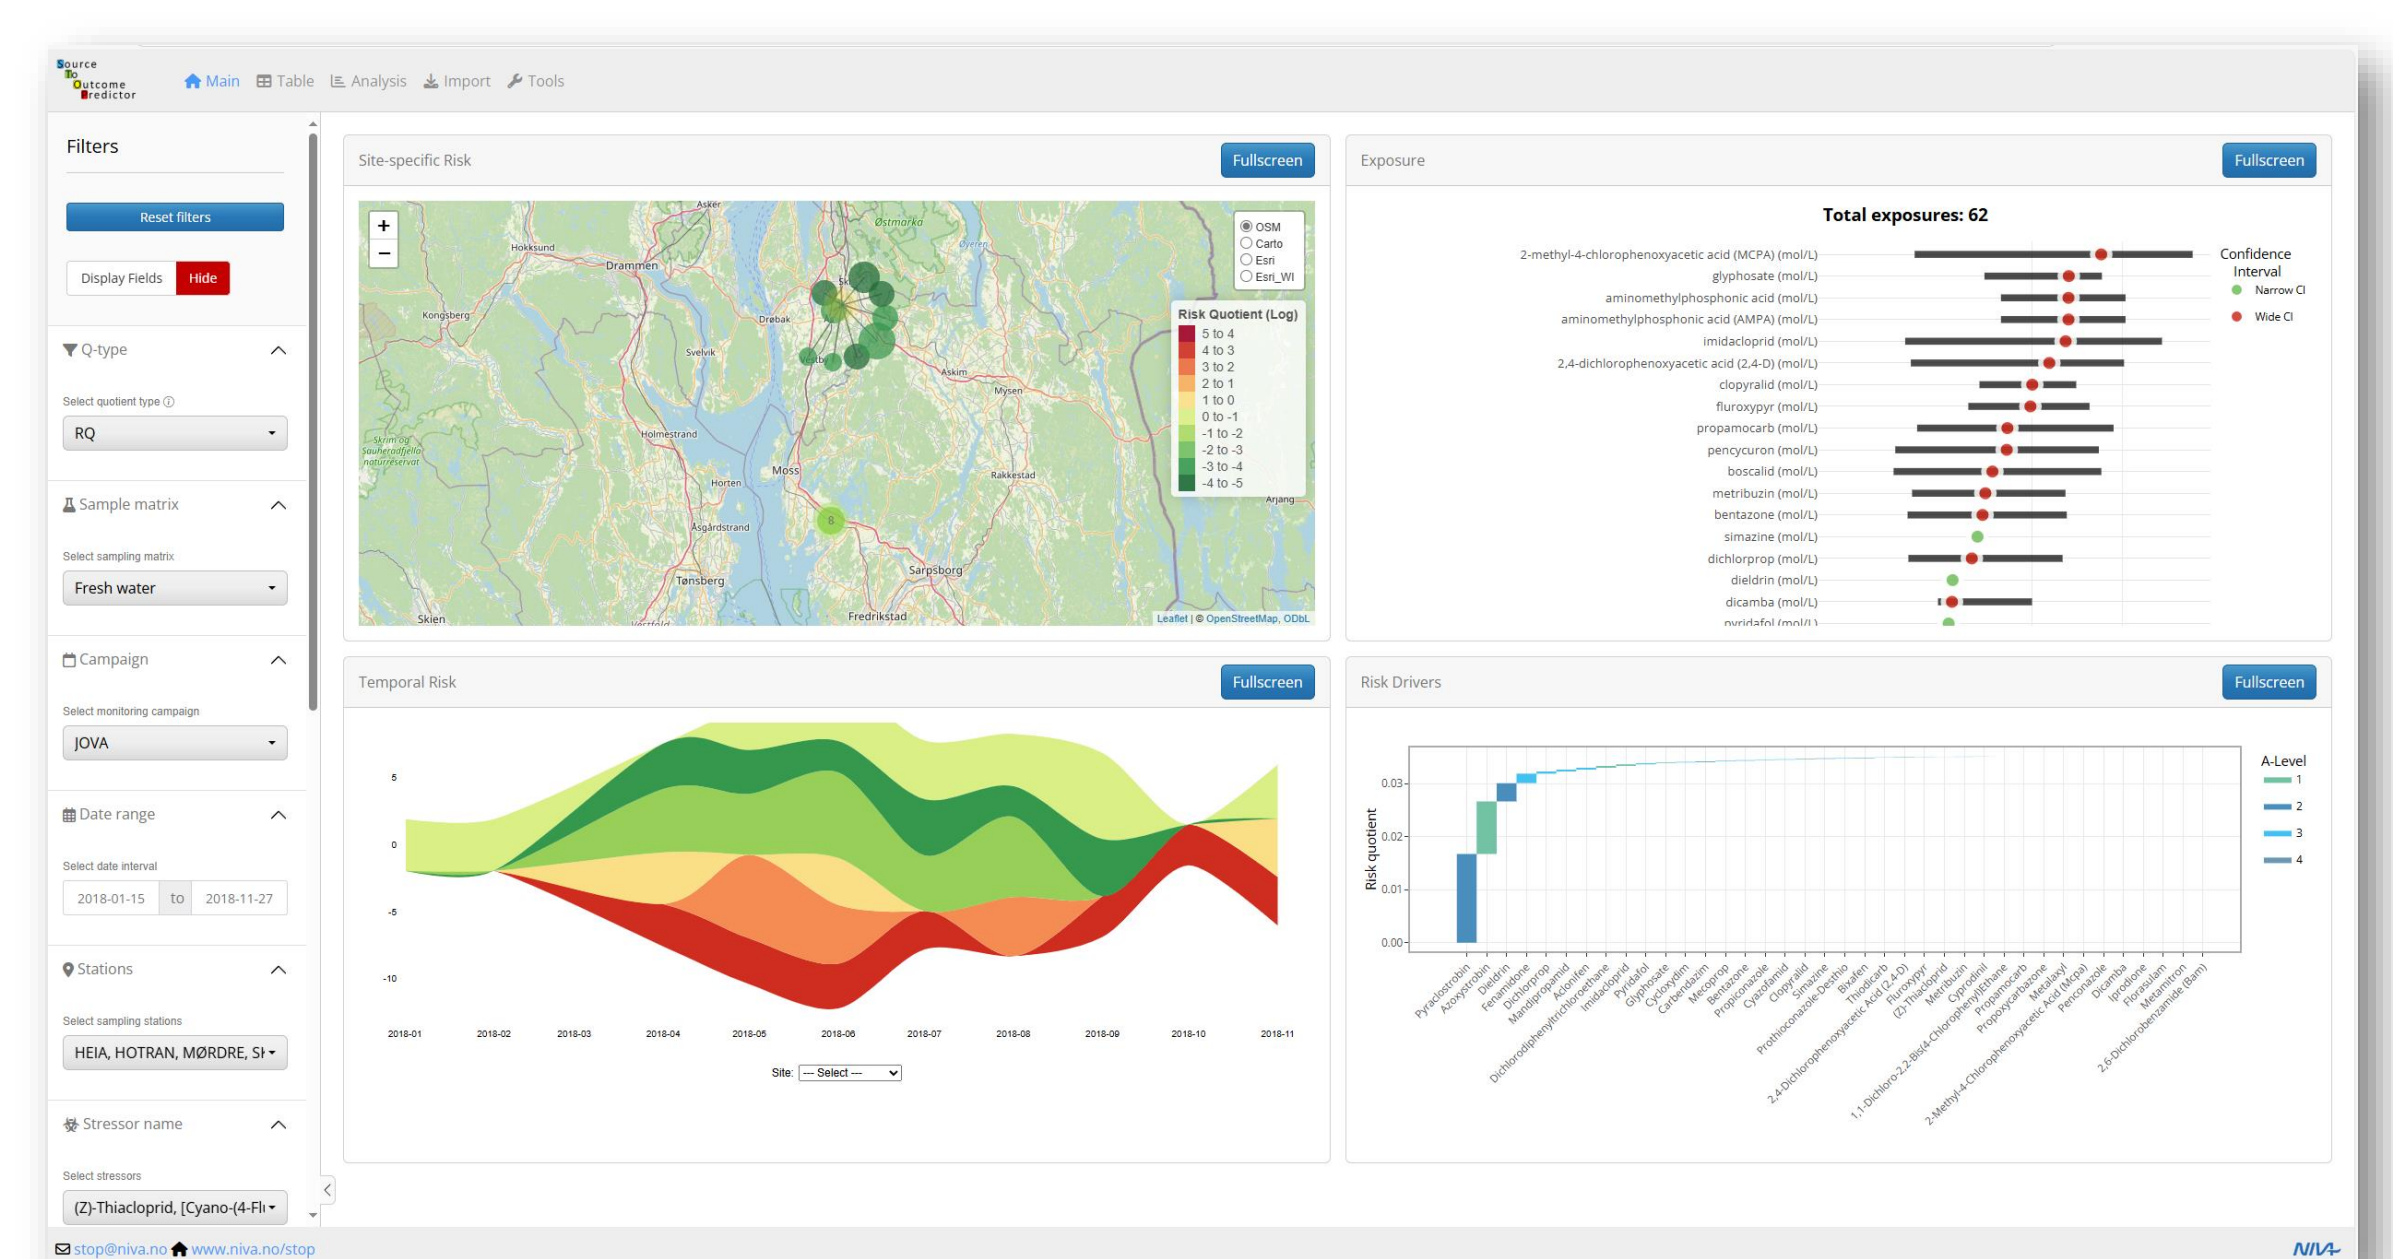 Source
To
Outcome
Predictor
Main Table Analysis Import Tools
Filters
Reset filters
Display Fields Hide
Q-type
Select quotient type
RQ
Sample matrix
Select sampling matrix
Fresh water
Campaign
Select monitoring campaign
JOVA
Date range
Select date interval
2018-01-15 to 2018-11-27
Stations
Select sampling stations
HEIA, HOTRAN, MØRDRE, S
Stressor name
Select stressors
(Z)-Thiacloprid, [Cyano-(4-Fl
Site-specific Risk Fullscreen
+
−
Asker
Østmarka
Øyeren
Hokksund
Drammen
Ski
Kongsberg
Drøbak
Svelvik
Vestby
Askim
Mysen
Skrim og
Sauheradfjella
naturreservat
Holmestrand
Moss
Horten
Rakkestad
Årjäng
Åsgårdstrand
8
Sarpsborg
Tønsberg
Fredrikstad
Skien
Vestfold
OSM
Carto
Esri
Esri_WI
Risk Quotient (Log)
5 to 4
4 to 3
3 to 2
2 to 1
1 to 0
0 to -1
-1 to -2
-2 to -3
-3 to -4
-4 to -5
Leaflet | © OpenStreetMap, ODbL
Exposure Fullscreen
Total exposures: 62
2-methyl-4-chlorophenoxyacetic acid (MCPA) (mol/L)
glyphosate (mol/L)
aminomethylphosphonic acid (mol/L)
aminomethylphosphonic acid (AMPA) (mol/L)
imidacloprid (mol/L)
2,4-dichlorophenoxyacetic acid (2,4-D) (mol/L)
clopyralid (mol/L)
fluroxypyr (mol/L)
propamocarb (mol/L)
pencycuron (mol/L)
boscalid (mol/L)
metribuzin (mol/L)
bentazone (mol/L)
simazine (mol/L)
dichlorprop (mol/L)
dieldrin (mol/L)
dicamba (mol/L)
pyridafol (mol/L)
Confidence
Interval
Narrow CI
Wide CI
Temporal Risk Fullscreen
5
0
-5
-10
2018-01 2018-02 2018-03 2018-04 2018-05 2018-06 2018-07 2018-08 2018-09 2018-10 2018-11
Site: --- Select ---
Risk Drivers Fullscreen
Risk quotient
0.03
0.02
0.01
0.00
Pyraclostrobin
Azoxystrobin
Dieldrin
Fenamidone
Dichlorprop
Mandipropamid
Aclonifen
Dichlorodiphenyltrichloroethane
Imidacloprid
Pyridafol
Glyphosate
Cycloxydim
Carbendazim
Mecoprop
Bentazone
Propiconazole
Cyazofamid
Clopyralid
Simazine
Prothioconazole-Desthio
Bixafen
Thiodicarb
2,4-Dichlorophenoxyacetic Acid (2,4-D)
Fluroxypyr
(Z)-Thiacloprid
Metribuzin
Cyprodinil
1,1-Dichloro-2,2-Bis(4-Chlorophenyl)Ethane
Propamocarb
Propoxycarbazone
Metalaxyl
2-Methyl-4-Chlorophenoxyacetic Acid (Mcpa)
Penconazole
Dicamba
Iprodione
Florasulam
Metamitron
2,6-Dichlorobenzamide (Bam)
A-Level
1
2
3
4
stop@niva.no www.niva.no/stop
NIVA